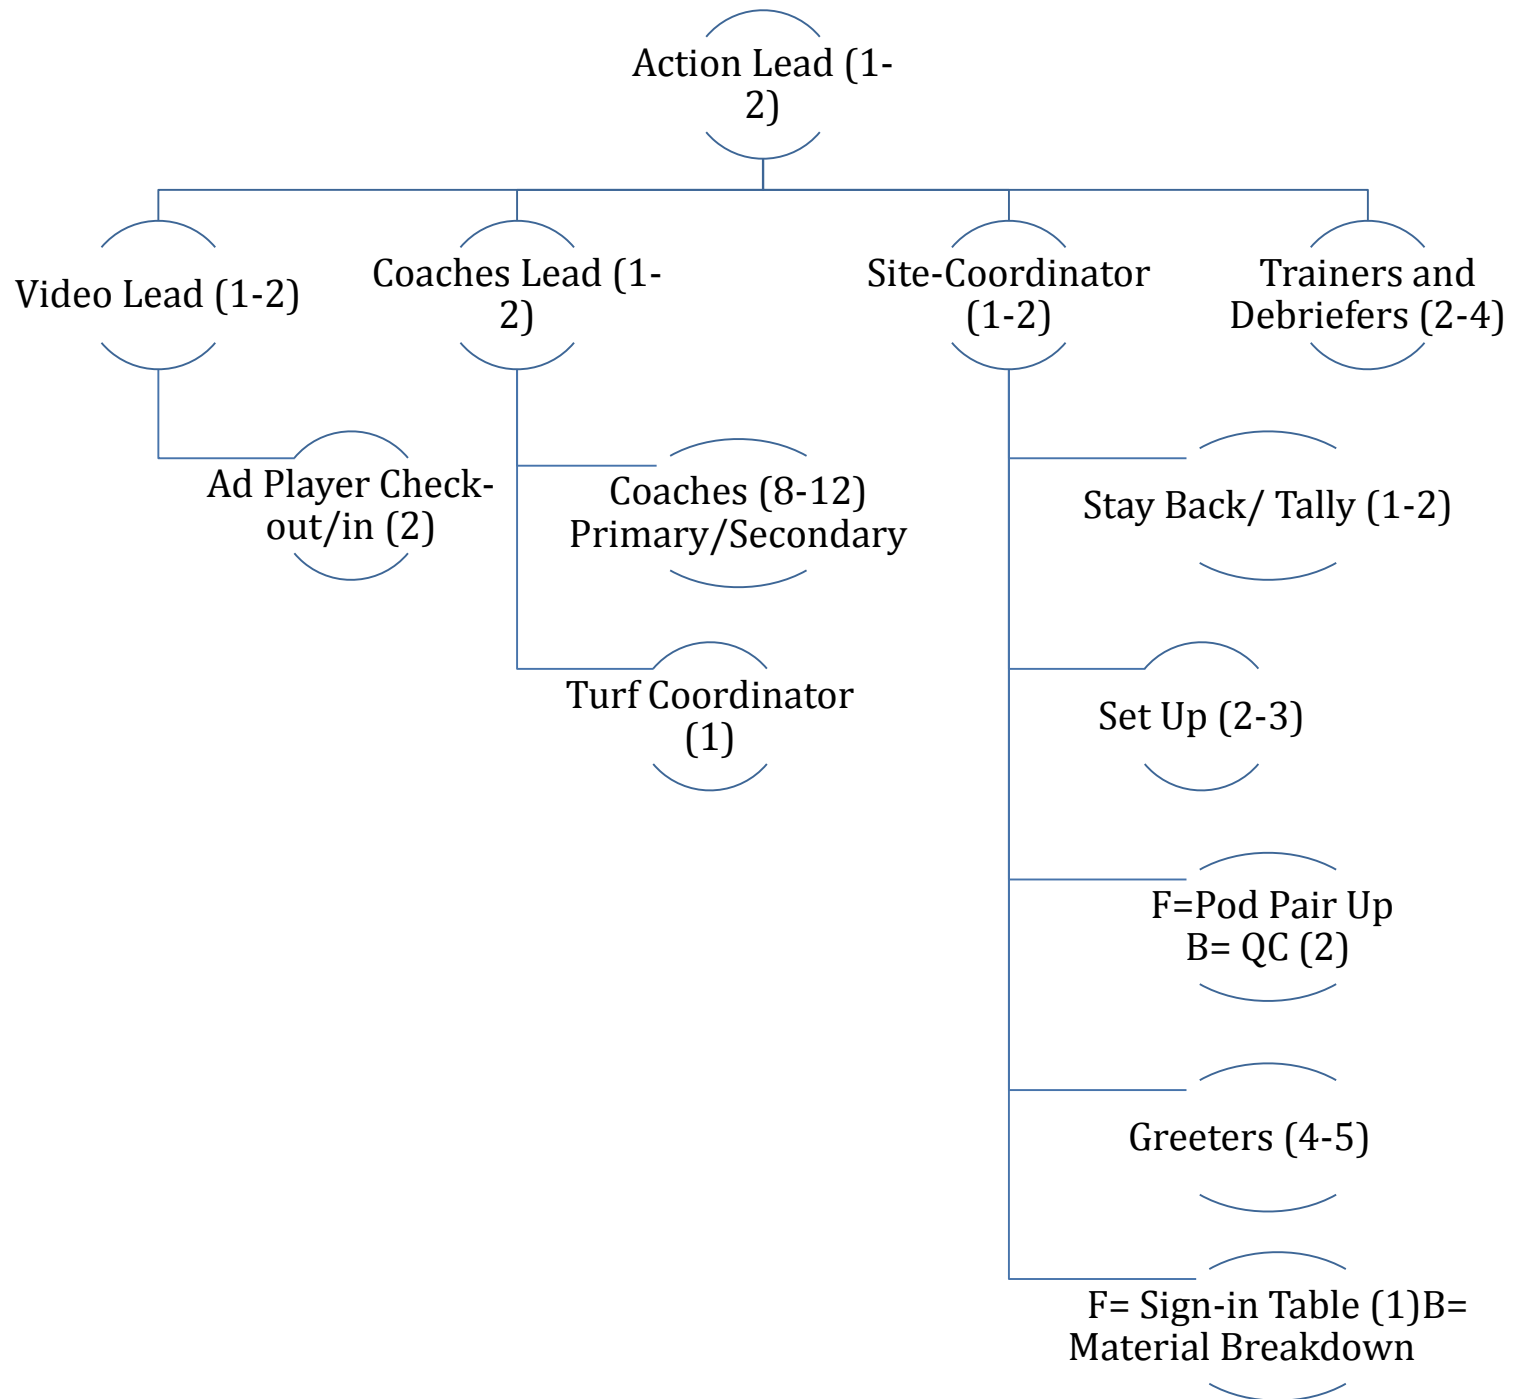 Action Lead (1-
2)
Video Lead (1-2)
Coaches Lead (1-
2)
Site-Coordinator
(1-2)
Trainers and
Debriefers (2-4)
Ad Player Check-
out/in (2)
Coaches (8-12)
Primary/Secondary
Turf Coordinator
(1)
Stay Back/ Tally (1-2)
Set Up (2-3)
F=Pod Pair Up
B= QC (2)
Greeters (4-5)
F= Sign-in Table (1)B=
Material Breakdown